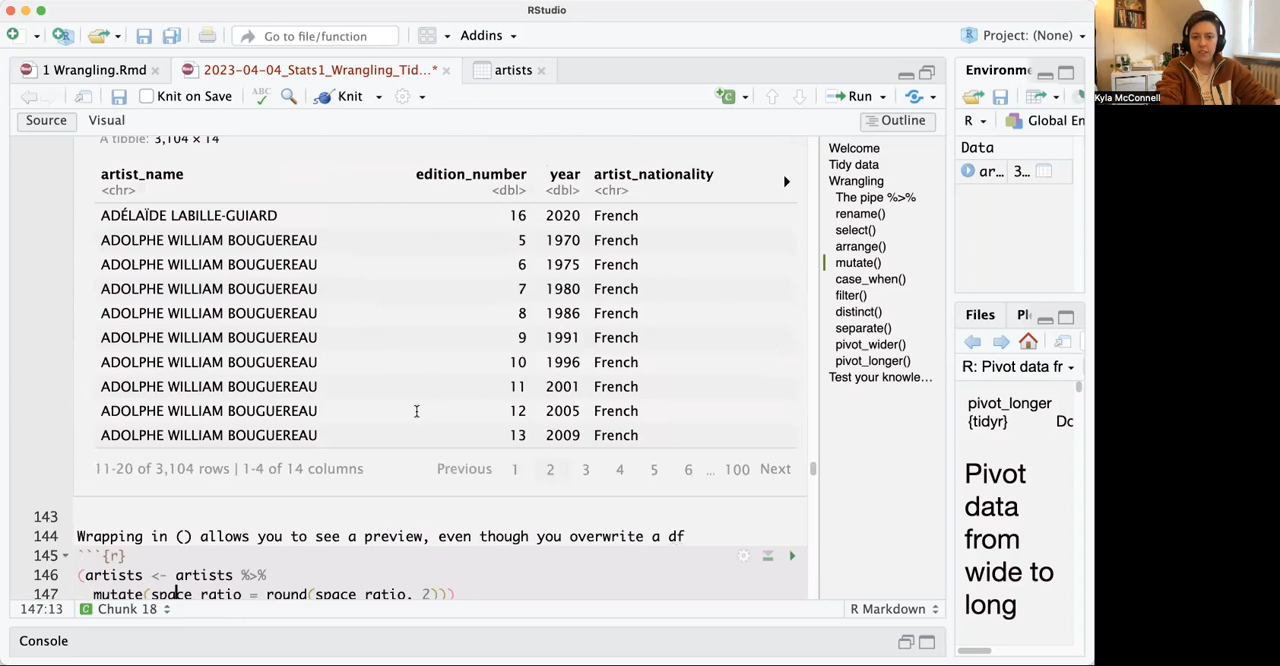 RStudio
Go to file/function
Addins
Project: (None)
Kyla McConnell
1 Wrangling.Rmd
2023-04-04_Stats1_Wrangling_Tid...*
artists
Knit on Save
ABC
Knit
Run
Source
Visual
Outline
A tibble: 3,104 × 14
artist_name edition_number year artist_nationality
<chr> <dbl> <dbl> <chr>
ADÉLAÏDE LABILLE-GUIARD 16 2020 French
ADOLPHE WILLIAM BOUGUEREAU 5 1970 French
ADOLPHE WILLIAM BOUGUEREAU 6 1975 French
ADOLPHE WILLIAM BOUGUEREAU 7 1980 French
ADOLPHE WILLIAM BOUGUEREAU 8 1986 French
ADOLPHE WILLIAM BOUGUEREAU 9 1991 French
ADOLPHE WILLIAM BOUGUEREAU 10 1996 French
ADOLPHE WILLIAM BOUGUEREAU 11 2001 French
ADOLPHE WILLIAM BOUGUEREAU 12 2005 French
ADOLPHE WILLIAM BOUGUEREAU 13 2009 French
11-20 of 3,104 rows | 1-4 of 14 columns Previous 1 2 3 4 5 6 ... 100 Next
143
144 Wrapping in () allows you to see a preview, even though you overwrite a df
145 ```{r}
146 (artists <- artists %>%
147 mutate(space_ratio = round(space_ratio, 2)))
147:13 Chunk 18 R Markdown
Console
Welcome
Tidy data
Wrangling
The pipe %>%
rename()
select()
arrange()
mutate()
case_when()
filter()
distinct()
separate()
pivot_wider()
pivot_longer()
Test your knowle...
Environme
R Global En
Data
ar... 3...
Files Pl
R: Pivot data fr
pivot_longer
{tidyr} Dc
Pivot
data
from
wide to
long